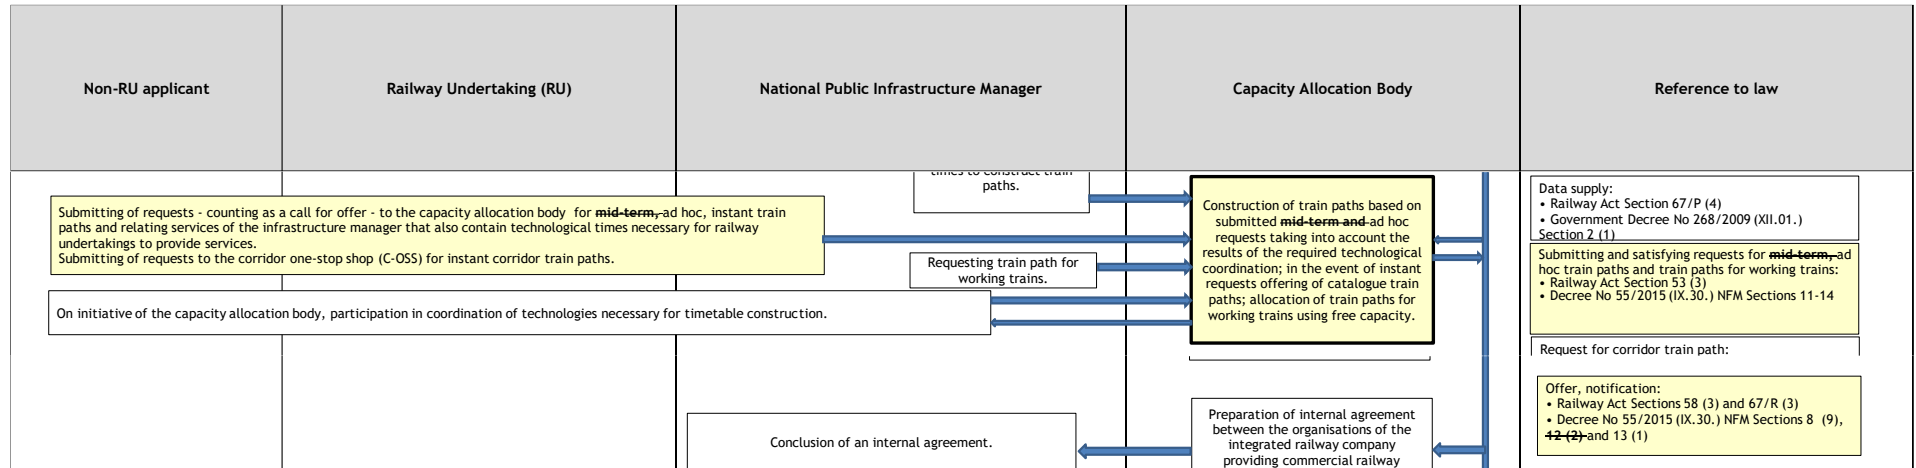 Non-RU applicant
Railway Undertaking (RU)
National Public Infrastructure Manager
Capacity Allocation Body
Reference to law
times to construct train
paths.
Submitting of requests - counting as a call for offer - to the capacity allocation body for mid-term, ad hoc, instant train
paths and relating services of the infrastructure manager that also contain technological times necessary for railway
undertakings to provide services.
Submitting of requests to the corridor one-stop shop (C-OSS) for instant corridor train paths.
Requesting train path for
working trains.
On initiative of the capacity allocation body, participation in coordination of technologies necessary for timetable construction.
Construction of train paths based on
submitted mid-term and ad hoc
requests taking into account the
results of the required technological
coordination; in the event of instant
requests offering of catalogue train
paths; allocation of train paths for
working trains using free capacity.
Data supply:
• Railway Act Section 67/P (4)
• Government Decree No 268/2009 (XII.01.)
Section 2 (1)
Submitting and satisfying requests for mid-term, ad
hoc train paths and train paths for working trains:
• Railway Act Section 53 (3)
• Decree No 55/2015 (IX.30.) NFM Sections 11-14
Request for corridor train path:
Conclusion of an internal agreement.
Preparation of internal agreement
between the organisations of the
integrated railway company
providing commercial railway
Offer, notification:
• Railway Act Sections 58 (3) and 67/R (3)
• Decree No 55/2015 (IX.30.) NFM Sections 8 (9),
12 (2) and 13 (1)